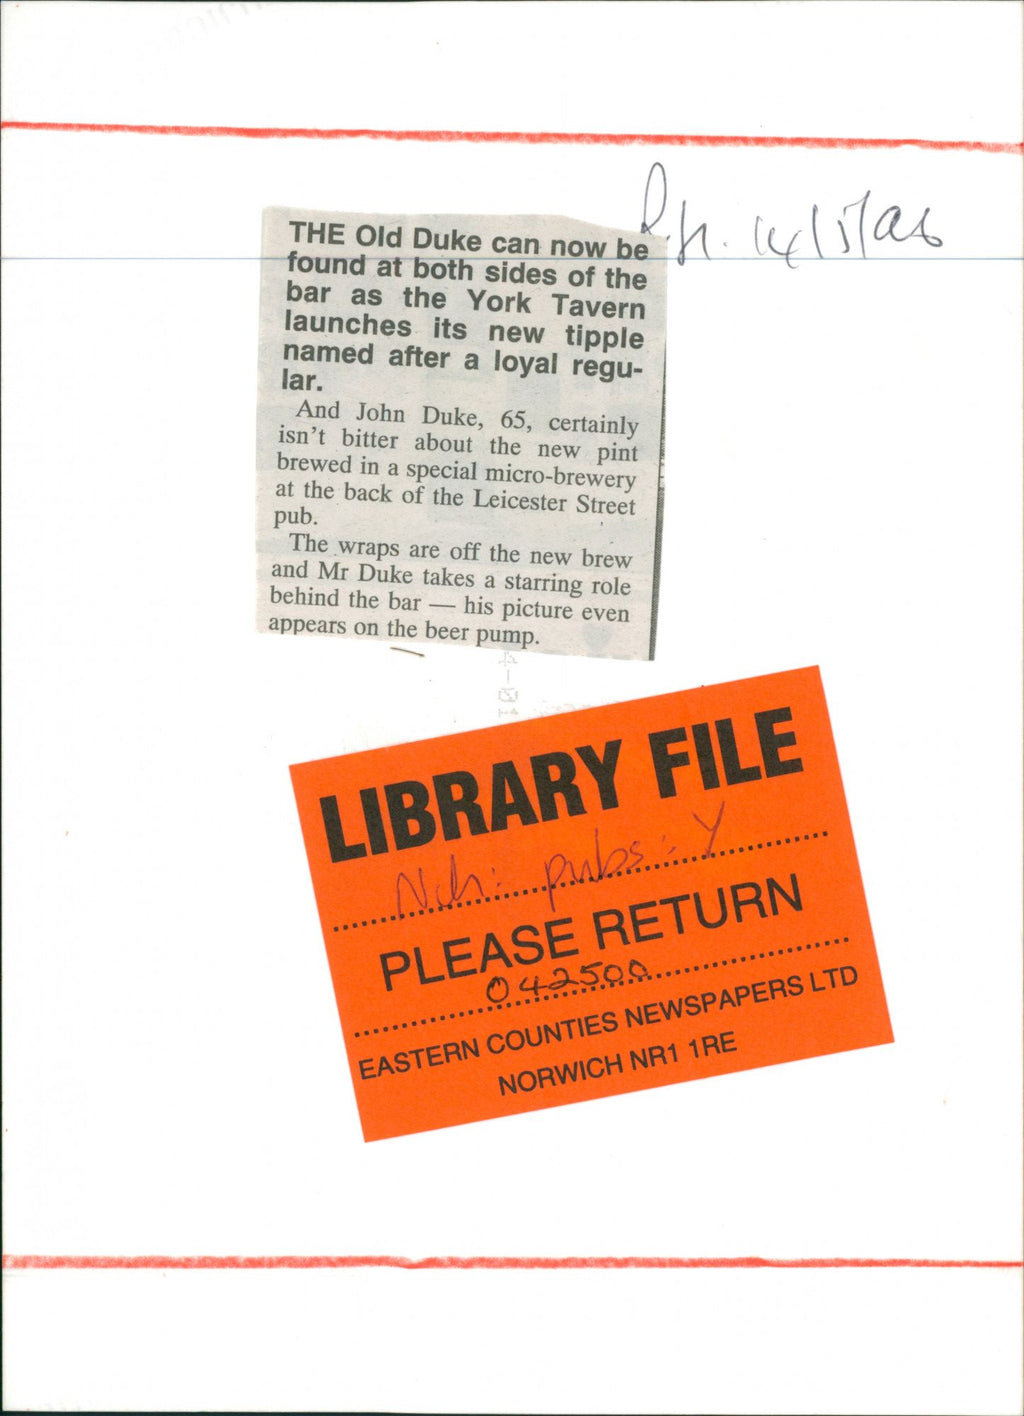 THE Old Duke can now be
found at both sides of the
bar as the York Tavern
launches its new tipple
named after a loyal regu-
lar.
And John Duke, 65, certainly
isn't bitter about the new pint
brewed in a special micro-brewery
at the back of the Leicester Street
pub.
The wraps are off the new brew
and Mr Duke takes a starring role
behind the bar — his picture even
appears on the beer pump.
LIBRARY FILE
Nch: pubs: Y
PLEASE RETURN
042500
EASTERN COUNTIES NEWSPAPERS LTD
NORWICH NR1 1RE